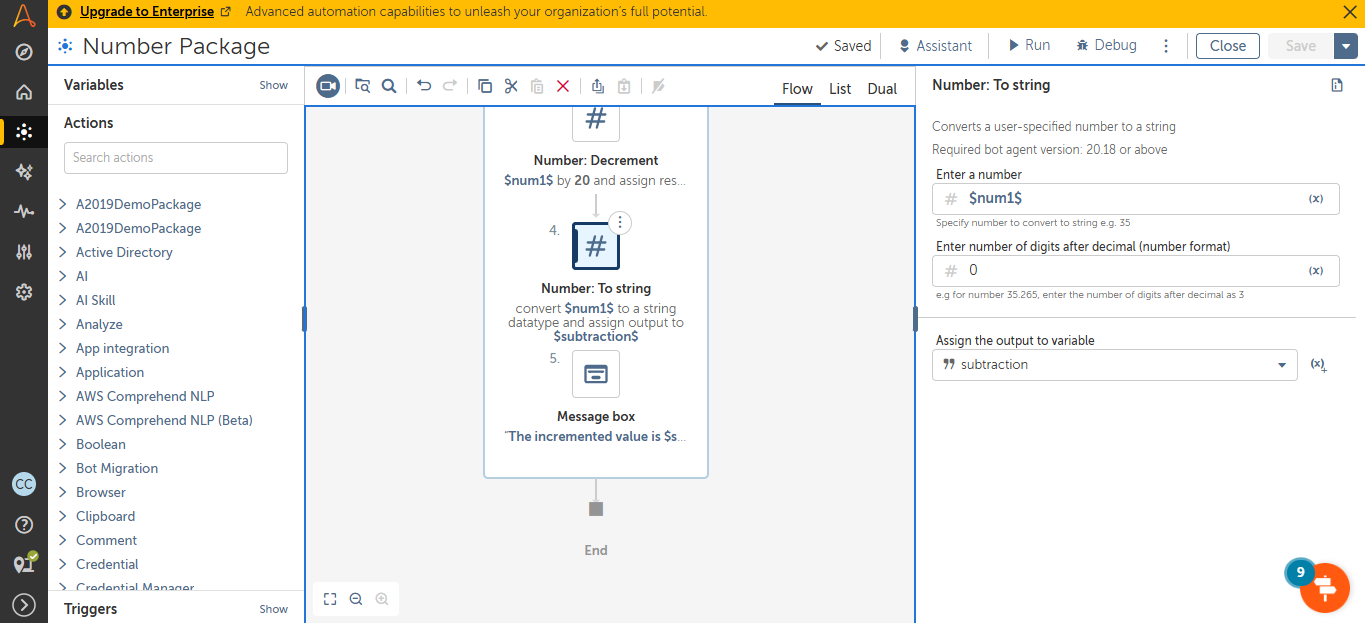 Upgrade to Enterprise Advanced automation capabilities to unleash your organization's full potential.
Number Package
Saved
Assistant
Run
Debug
Close
Save
Variables
Show
Actions
Search actions
A2019DemoPackage
A2019DemoPackage
Active Directory
AI
AI Skill
Analyze
App integration
Application
AWS Comprehend NLP
AWS Comprehend NLP (Beta)
Boolean
Bot Migration
Browser
Clipboard
Comment
Credential
Credential Manager
Triggers
Show
CC
Flow
List
Dual
#
Number: Decrement
$num1$ by 20 and assign res...
4.
#
Number: To string
convert $num1$ to a string
datatype and assign output to
$subtraction$
5.
Message box
"The incremented value is $s...
End
Number: To string
Converts a user-specified number to a string
Required bot agent version: 20.18 or above
Enter a number
# $num1$ (x)
Specify number to convert to string e.g. 35
Enter number of digits after decimal (number format)
# 0 (x)
e.g for number 35.265, enter the number of digits after decimal as 3
Assign the output to variable
subtraction
(x)+
9